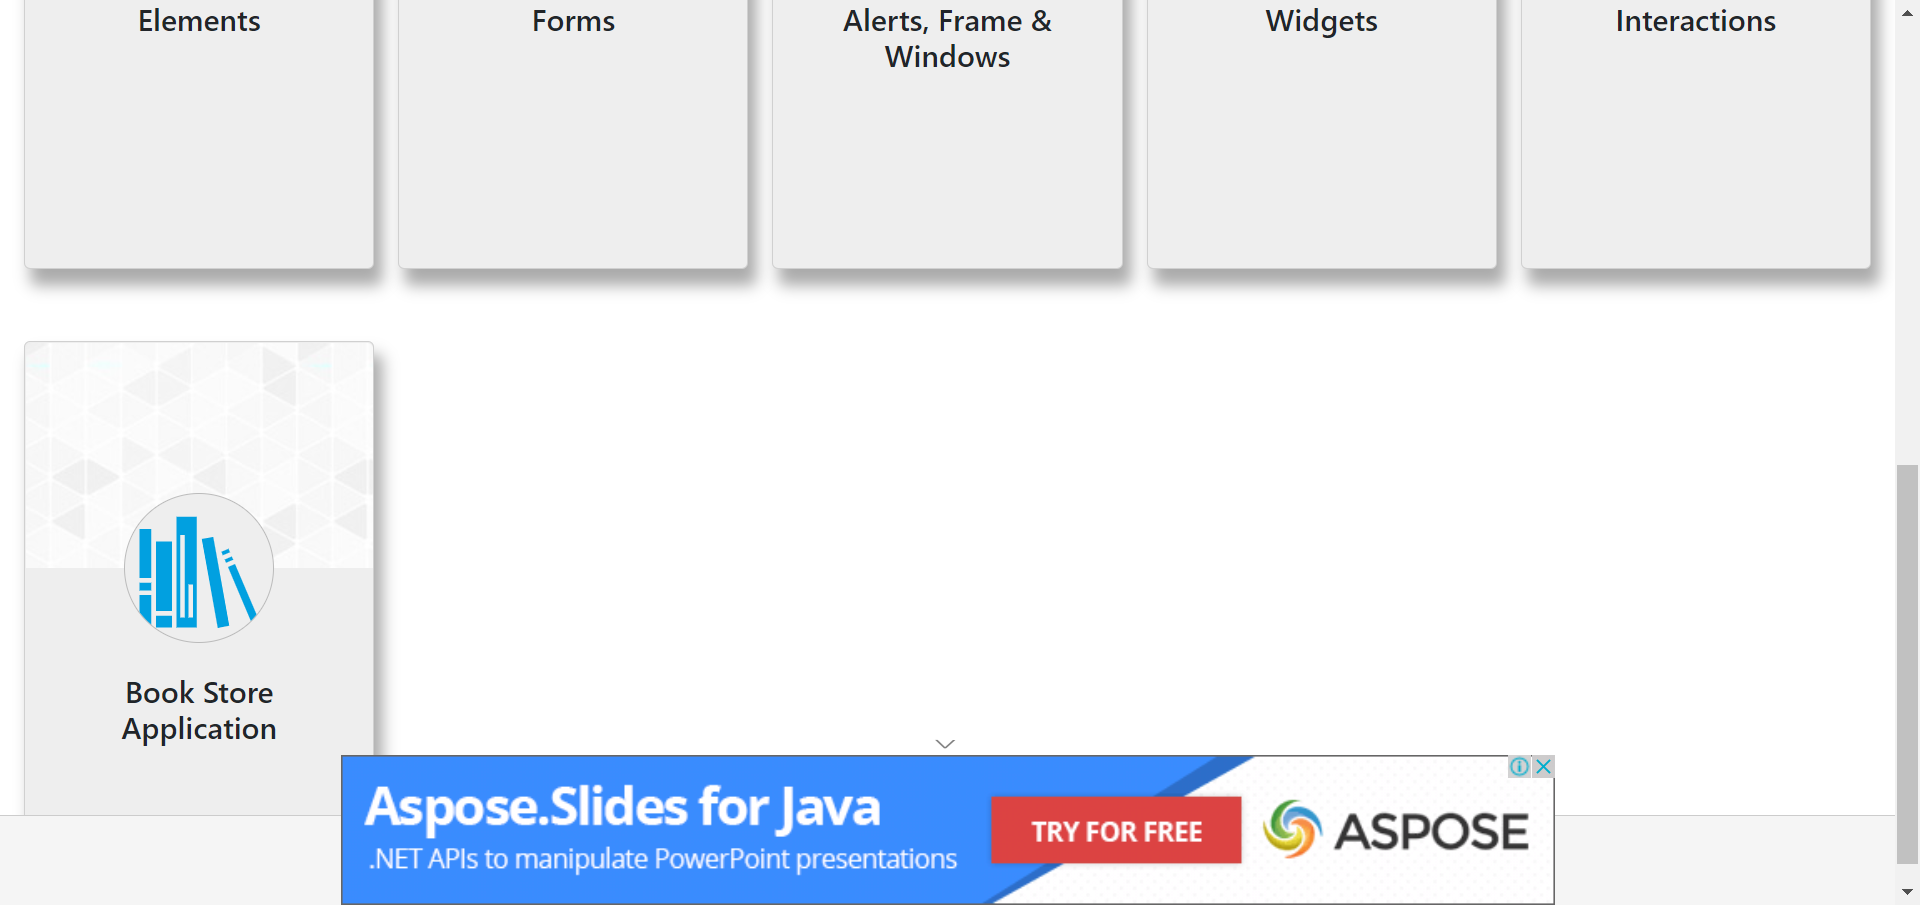 Elements
Forms
Alerts, Frame &
Windows
Widgets
Interactions
Book Store
Application
Aspose.Slides for Java
.NET APIs to manipulate PowerPoint presentations
TRY FOR FREE
ASPOSE